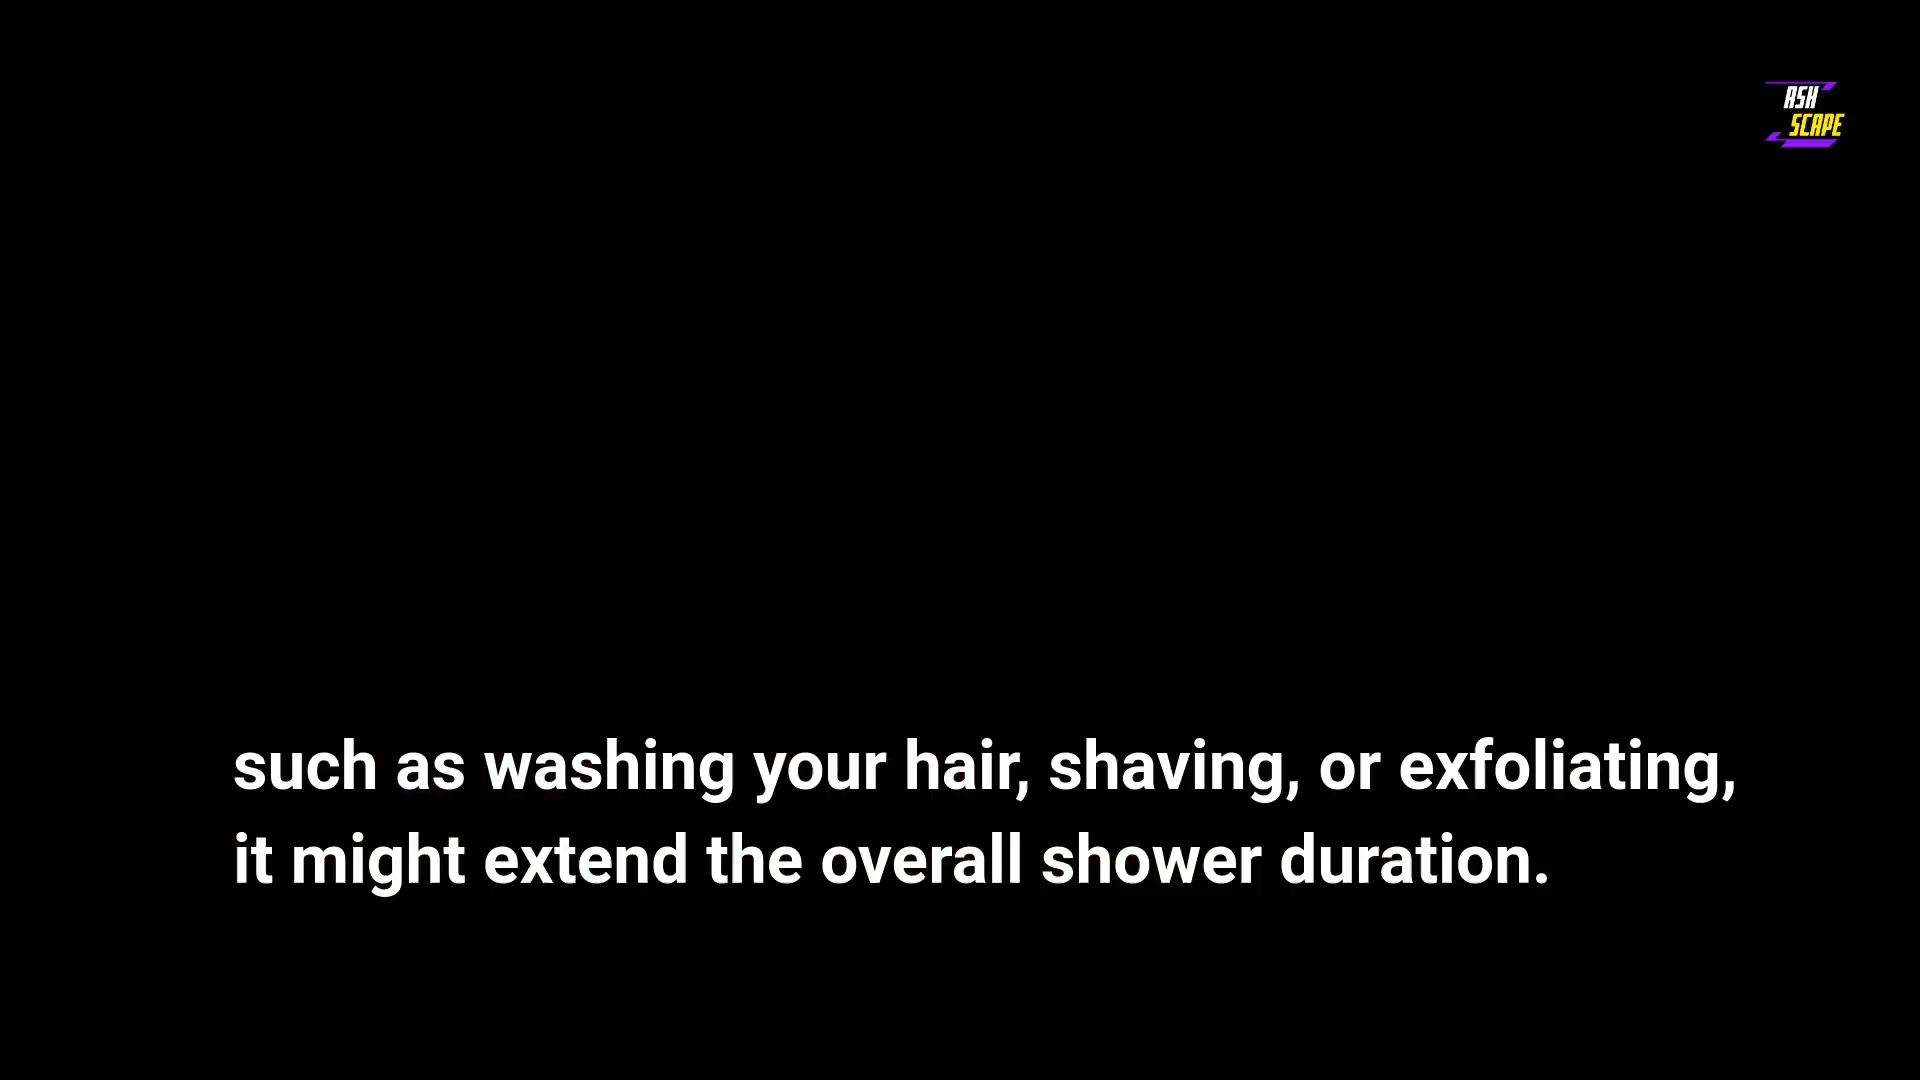 ASH
SCAPE
such as washing your hair, shaving, or exfoliating,
it might extend the overall shower duration.